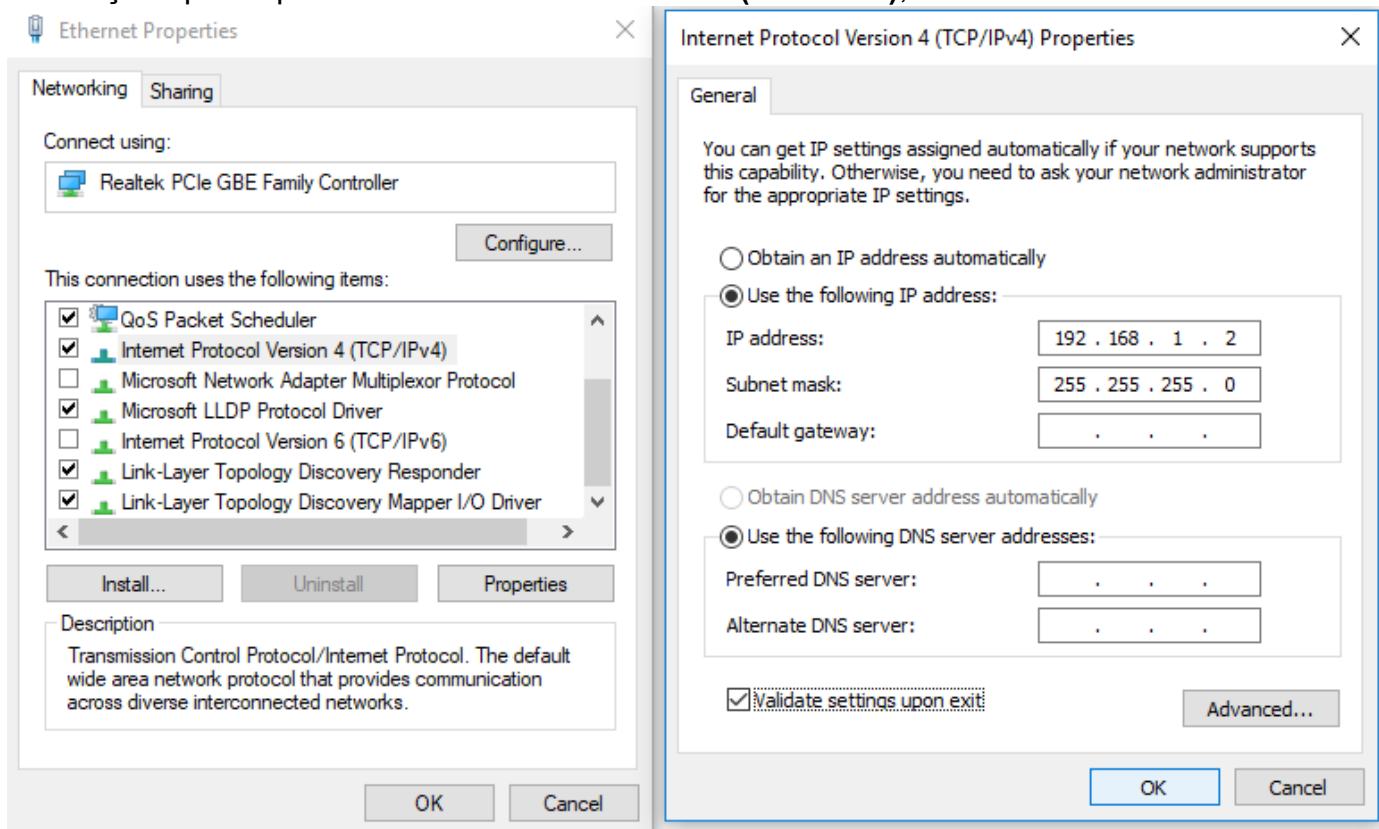 Ethernet Properties
Networking
Sharing
Connect using:
Realtek PCIe GBE Family Controller
Configure...
This connection uses the following items:
QoS Packet Scheduler
Internet Protocol Version 4 (TCP/IPv4)
Microsoft Network Adapter Multiplexor Protocol
Microsoft LLDP Protocol Driver
Internet Protocol Version 6 (TCP/IPv6)
Link-Layer Topology Discovery Responder
Link-Layer Topology Discovery Mapper I/O Driver
Install...
Uninstall
Properties
Description
Transmission Control Protocol/Internet Protocol. The default
wide area network protocol that provides communication
across diverse interconnected networks.
OK
Cancel
Internet Protocol Version 4 (TCP/IPv4) Properties
General
You can get IP settings assigned automatically if your network supports
this capability. Otherwise, you need to ask your network administrator
for the appropriate IP settings.
Obtain an IP address automatically
Use the following IP address:
IP address:
192 . 168 . 1 . 2
Subnet mask:
255 . 255 . 255 . 0
Default gateway:
. . .
Obtain DNS server address automatically
Use the following DNS server addresses:
Preferred DNS server:
. . .
Alternate DNS server:
. . .
Validate settings upon exit
Advanced...
OK
Cancel